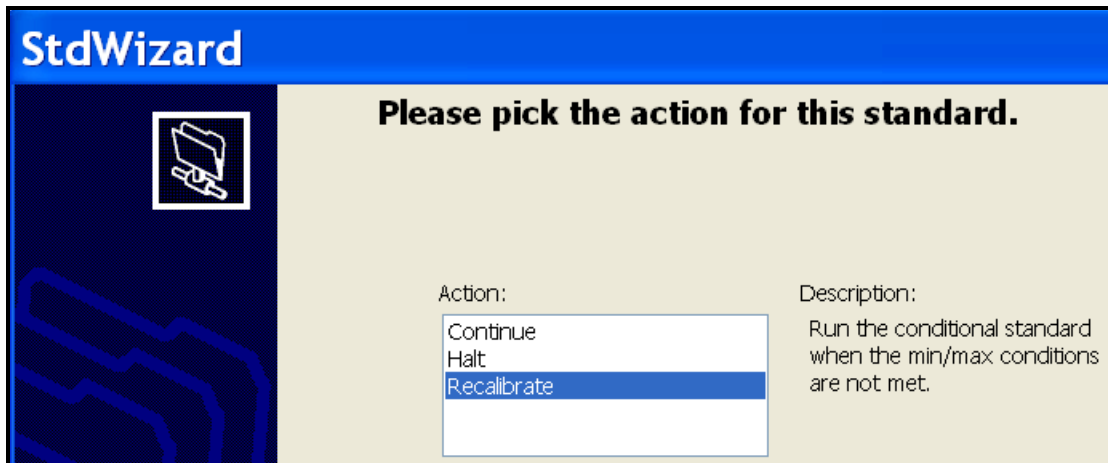 StdWizard
Please pick the action for this standard.
Action:
Continue
Halt
Recalibrate
Description:
Run the conditional standard
when the min/max conditions
are not met.